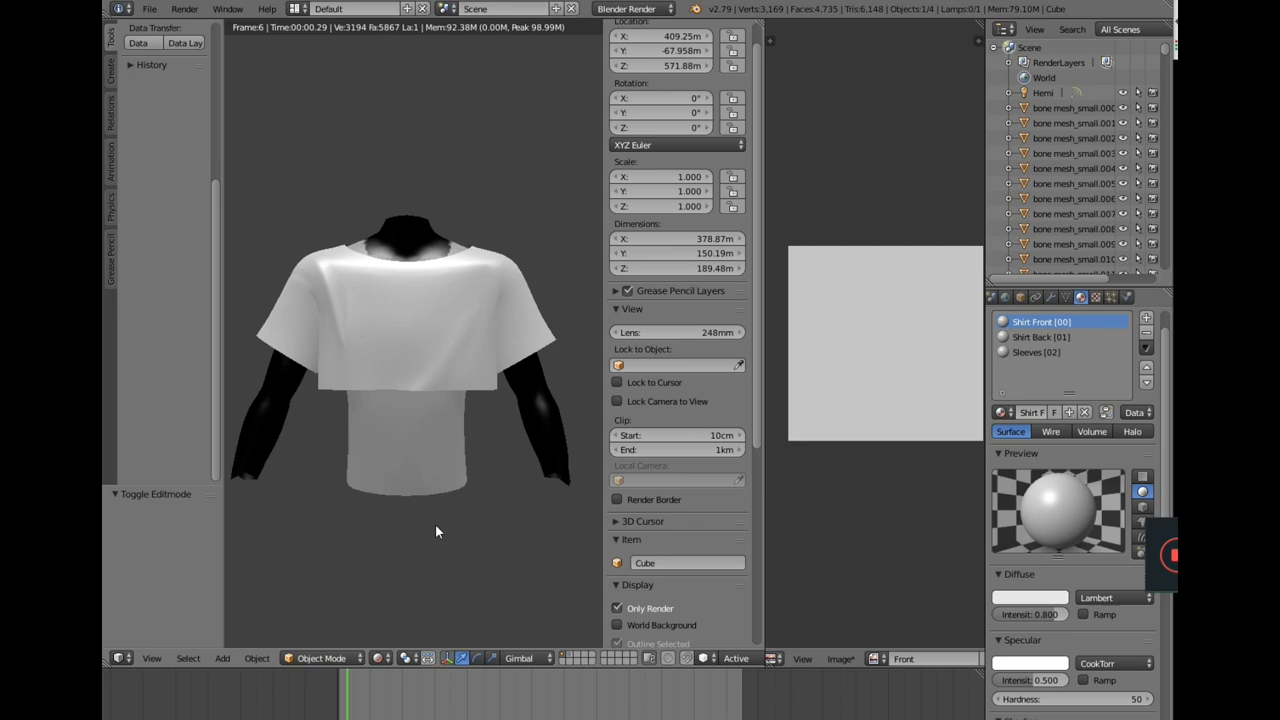 File Render Window Help Default Scene Blender Render v2.79 | Verts:3,169 | Faces:4,735 | Tris:6,148 | Objects:1/4 | Lamps:0/1 | Mem:79.10M | Cube
Tools
Create
Relations
Animation
Physics
Grease Pencil
Data Transfer:
Data Data Lay
History
Toggle Editmode
Frame:6 | Time:00:00.29 | Ve:3194 Fa:5867 La:1 | Mem:92.38M (0.00M, Peak 98.99M)
Location:
X: 409.25m
Y: -67.958m
Z: 571.88m
Rotation:
X: 0°
Y: 0°
Z: 0°
XYZ Euler
Scale:
X: 1.000
Y: 1.000
Z: 1.000
Dimensions:
X: 378.87m
Y: 150.19m
Z: 189.48m
Grease Pencil Layers
View
Lens: 248mm
Lock to Object:
Lock to Cursor
Lock Camera to View
Clip:
Start: 10cm
End: 1km
Local Camera:
Render Border
3D Cursor
Item
Cube
Display
Only Render
World Background
Outline Selected
View Select Add Object Object Mode Gimbal Active
View Image* Front
View Search All Scenes
Scene
RenderLayers |
World
Hemi |
bone mesh_small.000
bone mesh_small.001
bone mesh_small.002
bone mesh_small.003
bone mesh_small.004
bone mesh_small.005
bone mesh_small.006
bone mesh_small.007
bone mesh_small.008
bone mesh_small.009
bone mesh_small.010
Shirt Front [00]
Shirt Back [01]
Sleeves [02]
Shirt F F Data
Surface Wire Volume Halo
Preview
Diffuse
Lambert
Intensit: 0.800 Ramp
Specular
CookTorr
Intensit: 0.500 Ramp
Hardness: 50